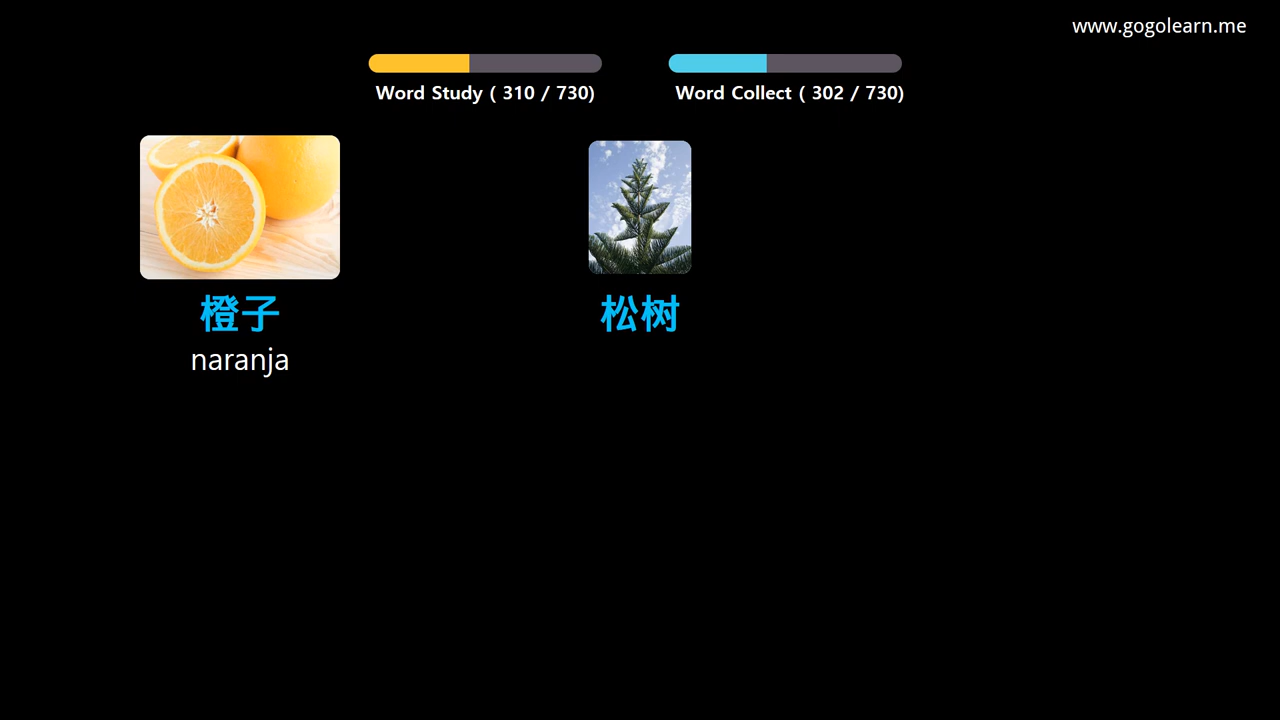 www.gogolearn.me
Word Study ( 310 / 730)
Word Collect ( 302 / 730)
橙子
naranja
松树